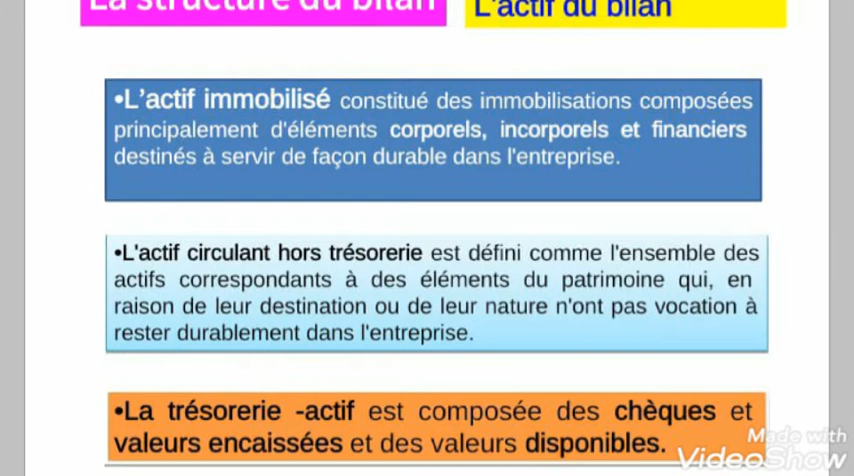 La structure du bilan
L'actif du bilan
•L'actif immobilisé constitué des immobilisations composées
principalement d'éléments corporels, incorporels et financiers
destinés à servir de façon durable dans l'entreprise.
•L'actif circulant hors trésorerie est défini comme l'ensemble des
actifs correspondants à des éléments du patrimoine qui, en
raison de leur destination ou de leur nature n'ont pas vocation à
rester durablement dans l'entreprise.
•La trésorerie -actif est composée des chèques et
valeurs encaissées et des valeurs disponibles.
Made with
VideoShow